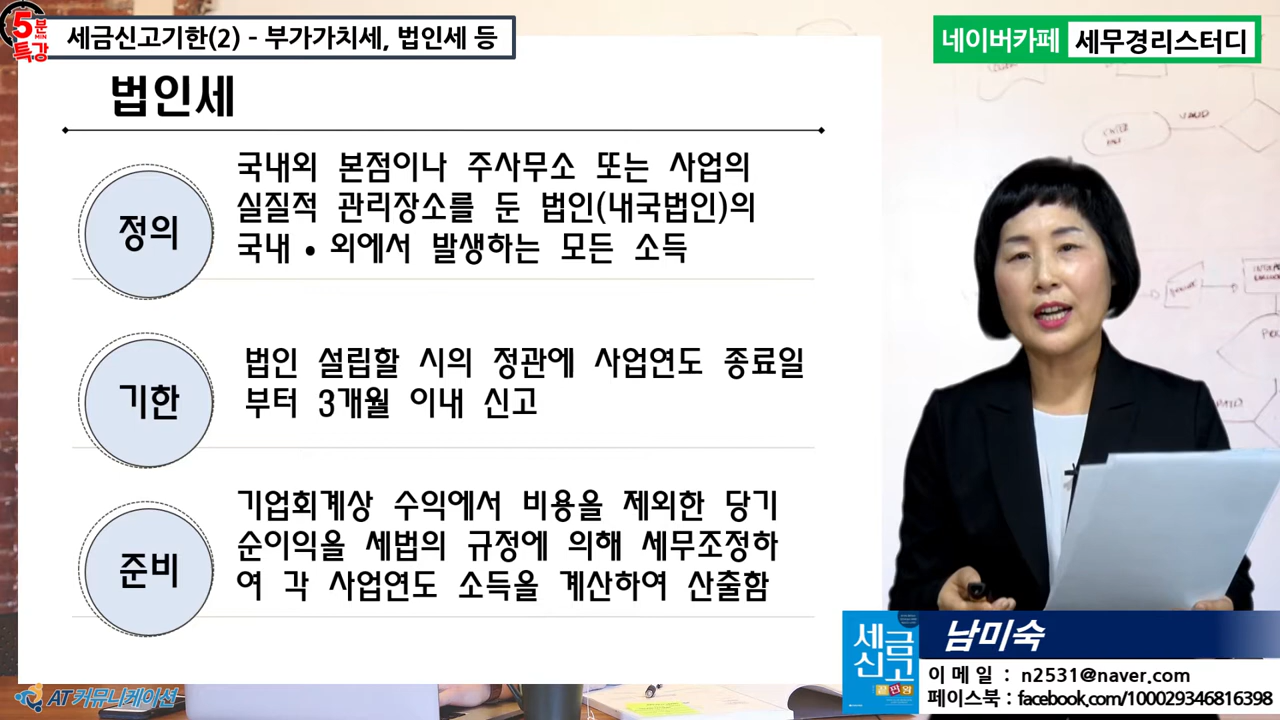 5분
MIN
특강
세금신고기한(2) - 부가가치세, 법인세 등
네이버카페 세무경리스터디
법인세
정의
국내외 본점이나 주사무소 또는 사업의
실질적 관리장소를 둔 법인(내국법인)의
국내 • 외에서 발생하는 모든 소득
기한
법인 설립할 시의 정관에 사업연도 종료일
부터 3개월 이내 신고
준비
기업회계상 수익에서 비용을 제외한 당기
순이익을 세법의 규정에 의해 세무조정하
여 각 사업연도 소득을 계산하여 산출함
세금
신고
끝판왕
남미숙
이 메 일 : n2531@naver.com
페이스북 : facebook.com/100029346816398
AT커뮤니케이션